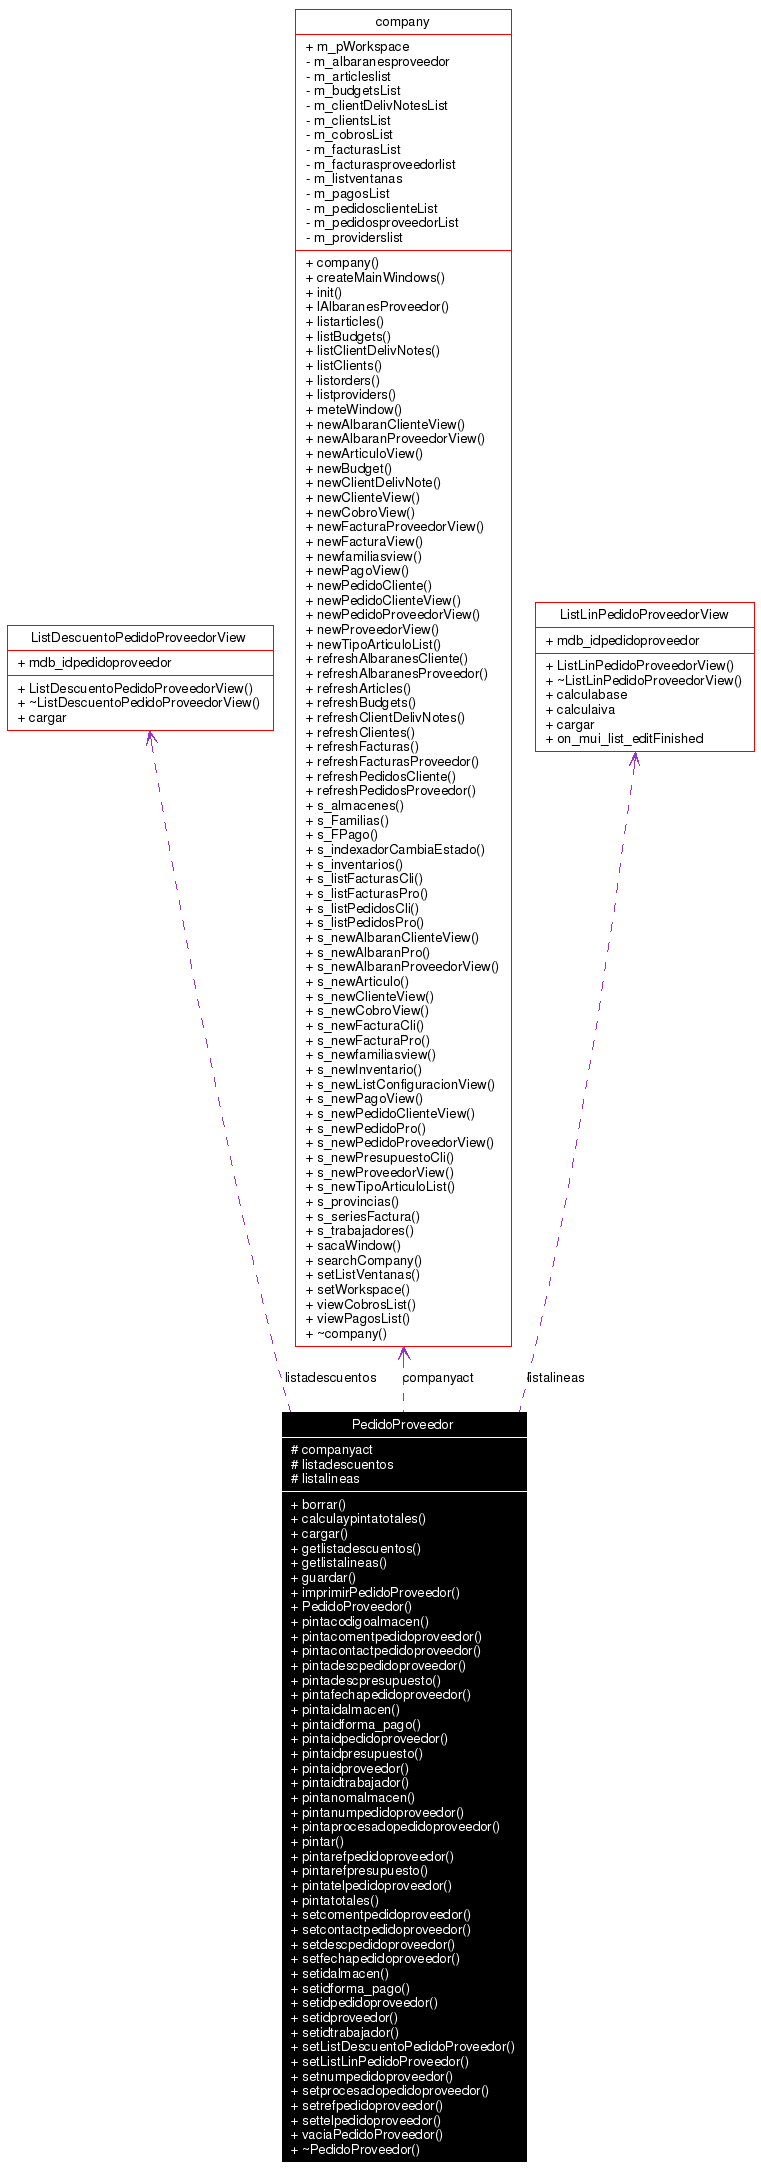 company
+ m_pWorkspace
- m_albaranesproveedor
- m_articleslist
- m_budgetsList
- m_clientDelivNotesList
- m_clientsList
- m_cobrosList
- m_facturasList
- m_facturasproveedorlist
- m_listventanas
- m_pagosList
- m_pedidosclienteList
- m_pedidosproveedorList
- m_providerslist
+ company()
+ createMainWindows()
+ init()
+ lAlbaranesProveedor()
+ listarticles()
+ listBudgets()
+ listClientDelivNotes()
+ listClients()
+ listorders()
+ listproviders()
+ meteWindow()
+ newAlbaranClienteView()
+ newAlbaranProveedorView()
+ newArticuloView()
+ newBudget()
+ newClientDelivNote()
+ newClienteView()
+ newCobroView()
+ newFacturaProveedorView()
+ newFacturaView()
+ newfamiliasview()
+ newPagoView()
+ newPedidoCliente()
+ newPedidoClienteView()
+ newPedidoProveedorView()
+ newProveedorView()
+ newTipoArticuloList()
+ refreshAlbaranesCliente()
+ refreshAlbaranesProveedor()
+ refreshArticles()
+ refreshBudgets()
+ refreshClientDelivNotes()
+ refreshClientes()
+ refreshFacturas()
+ refreshFacturasProveedor()
+ refreshPedidosCliente()
+ refreshPedidosProveedor()
+ s_almacenes()
+ s_Familias()
+ s_FPago()
+ s_indexadorCambiaEstado()
+ s_inventarios()
+ s_listFacturasCli()
+ s_listFacturasPro()
+ s_listPedidosCli()
+ s_listPedidosPro()
+ s_newAlbaranClienteView()
+ s_newAlbaranPro()
+ s_newAlbaranProveedorView()
+ s_newArticulo()
+ s_newClienteView()
+ s_newCobroView()
+ s_newFacturaCli()
+ s_newFacturaPro()
+ s_newfamiliasview()
+ s_newInventario()
+ s_newListConfiguracionView()
+ s_newPagoView()
+ s_newPedidoClienteView()
+ s_newPedidoPro()
+ s_newPedidoProveedorView()
+ s_newPresupuestoCli()
+ s_newProveedorView()
+ s_newTipoArticuloList()
+ s_provincias()
+ s_seriesFactura()
+ s_trabajadores()
+ sacaWindow()
+ searchCompany()
+ setListVentanas()
+ setWorkspace()
+ viewCobrosList()
+ viewPagosList()
+ ~company()
ListDescuentoPedidoProveedorView
+ mdb_idpedidoproveedor
+ ListDescuentoPedidoProveedorView()
+ ~ListDescuentoPedidoProveedorView()
+ cargar
ListLinPedidoProveedorView
+ mdb_idpedidoproveedor
+ ListLinPedidoProveedorView()
+ ~ListLinPedidoProveedorView()
+ calculabase
+ calculaiva
+ cargar
+ on_mui_list_editFinished
listadescuentos
companyact
listalineas
PedidoProveedor
# companyact
# listadescuentos
# listalineas
+ borrar()
+ calculaypintatotales()
+ cargar()
+ getlistadescuentos()
+ getlistalineas()
+ guardar()
+ imprimirPedidoProveedor()
+ PedidoProveedor()
+ pintacodigoalmacen()
+ pintacomentpedidoproveedor()
+ pintacontactpedidoproveedor()
+ pintadescpedidoproveedor()
+ pintadescpresupuesto()
+ pintafechapedidoproveedor()
+ pintaidalmacen()
+ pintaidforma_pago()
+ pintaidpedidoproveedor()
+ pintaidpresupuesto()
+ pintaidproveedor()
+ pintaidtrabajador()
+ pintanomalmacen()
+ pintanumpedidoproveedor()
+ pintaprocesadopedidoproveedor()
+ pintar()
+ pintarefpedidoproveedor()
+ pintarefpresupuesto()
+ pintatelpedidoproveedor()
+ pintatotales()
+ setcomentpedidoproveedor()
+ setcontactpedidoproveedor()
+ setdescpedidoproveedor()
+ setfechapedidoproveedor()
+ setidalmacen()
+ setidforma_pago()
+ setidpedidoproveedor()
+ setidproveedor()
+ setidtrabajador()
+ setListDescuentoPedidoProveedor()
+ setListLinPedidoProveedor()
+ setnumpedidoproveedor()
+ setprocesadopedidoproveedor()
+ setrefpedidoproveedor()
+ settelpedidoproveedor()
+ vaciaPedidoProveedor()
+ ~PedidoProveedor()